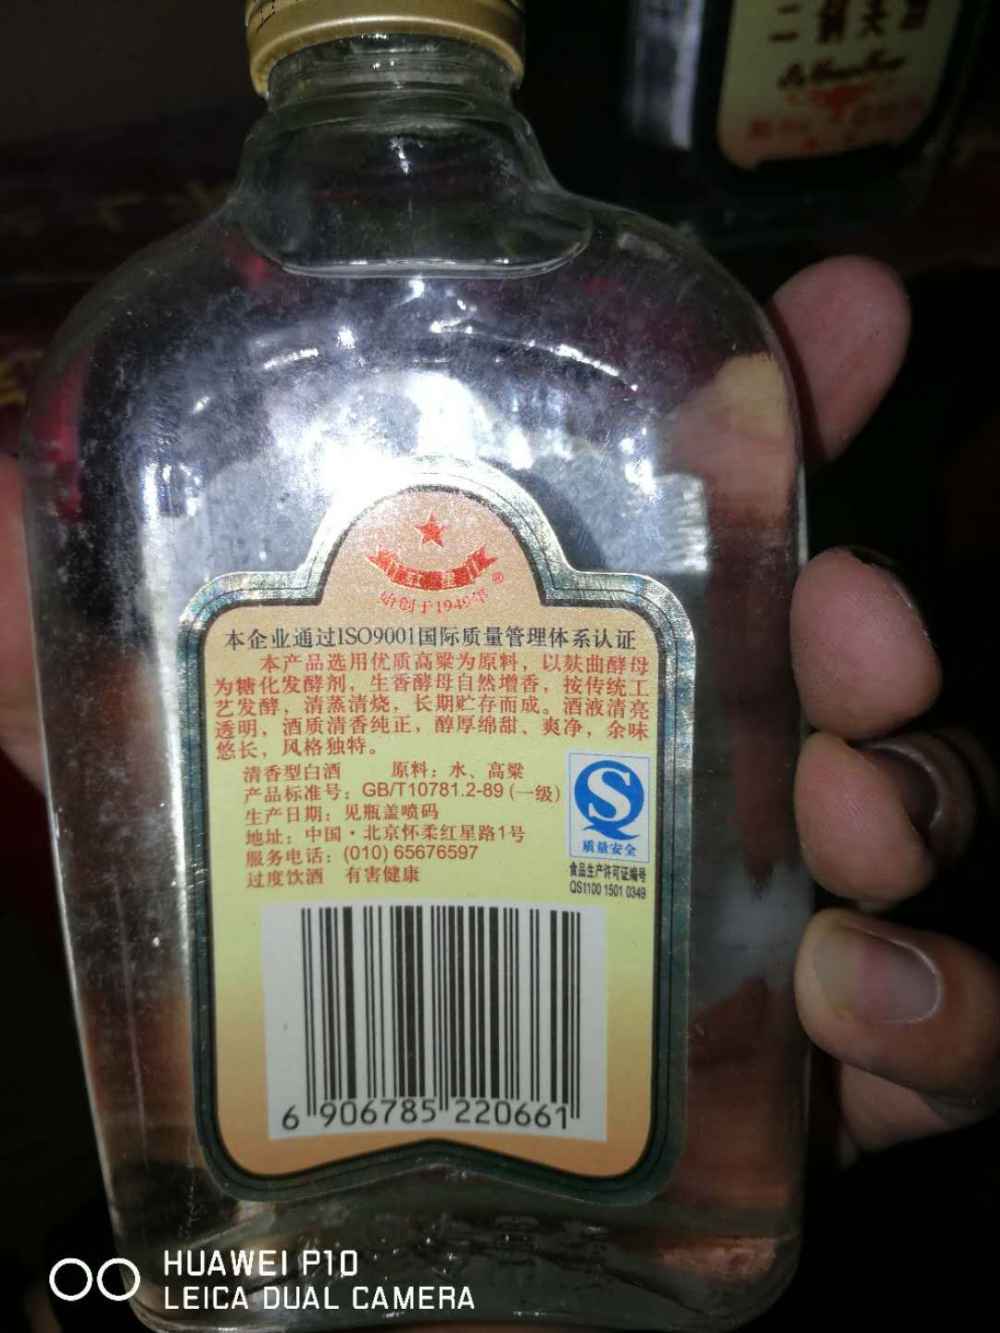 二锅头酒
红星
®
始创于1949年
本企业通过ISO9001国际质量管理体系认证
本产品选用优质高粱为原料，以麸曲酵母
为糖化发酵剂，生香酵母自然增香，按传统工
艺发酵，清蒸清烧，长期贮存而成。酒液清亮
透明，酒质清香纯正，醇厚绵甜、爽净，余味
悠长，风格独特。
清香型白酒 原料：水、高粱
产品标准号：GB/T10781.2-89 (一级)
生产日期：见瓶盖喷码
地址：中国·北京怀柔红星路1号
服务电话：(010) 65676597
过度饮酒 有害健康
质量安全
食品生产许可证编号
QS1100 1501 0349
6 906785 220661
HUAWEI P10
LEICA DUAL CAMERA